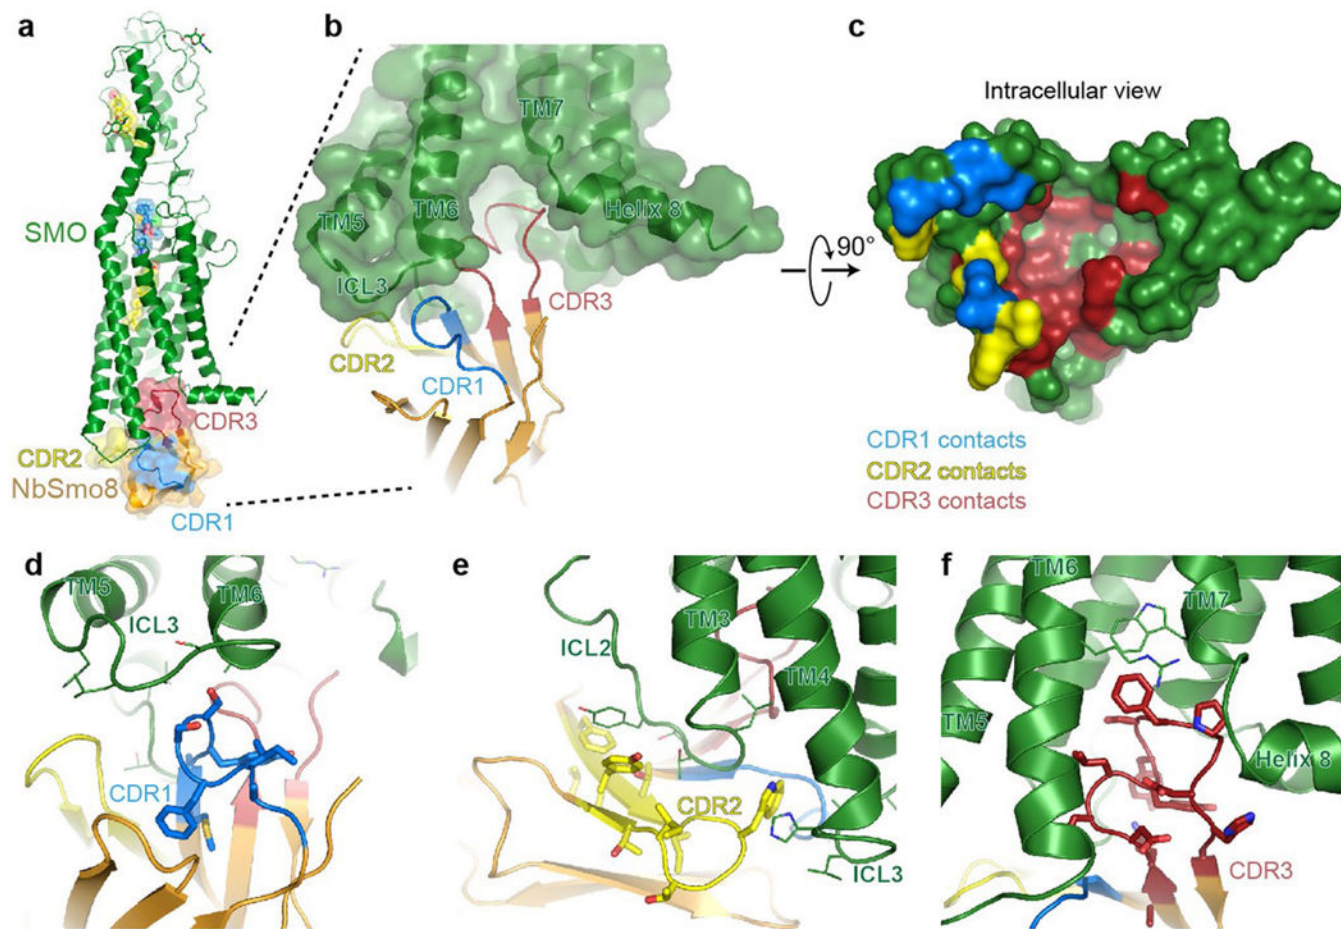 a
SMO
CDR3
CDR2
NbSmo8
CDR1
b
TM7
TM5
TM6
Helix 8
ICL3
CDR3
CDR2
CDR1
90°
c
Intracellular view
CDR1 contacts
CDR2 contacts
CDR3 contacts
d
TM5
TM6
ICL3
CDR1
e
TM3
ICL2
TM4
CDR2
ICL3
f
TM6
TM7
TM5
Helix 8
CDR3